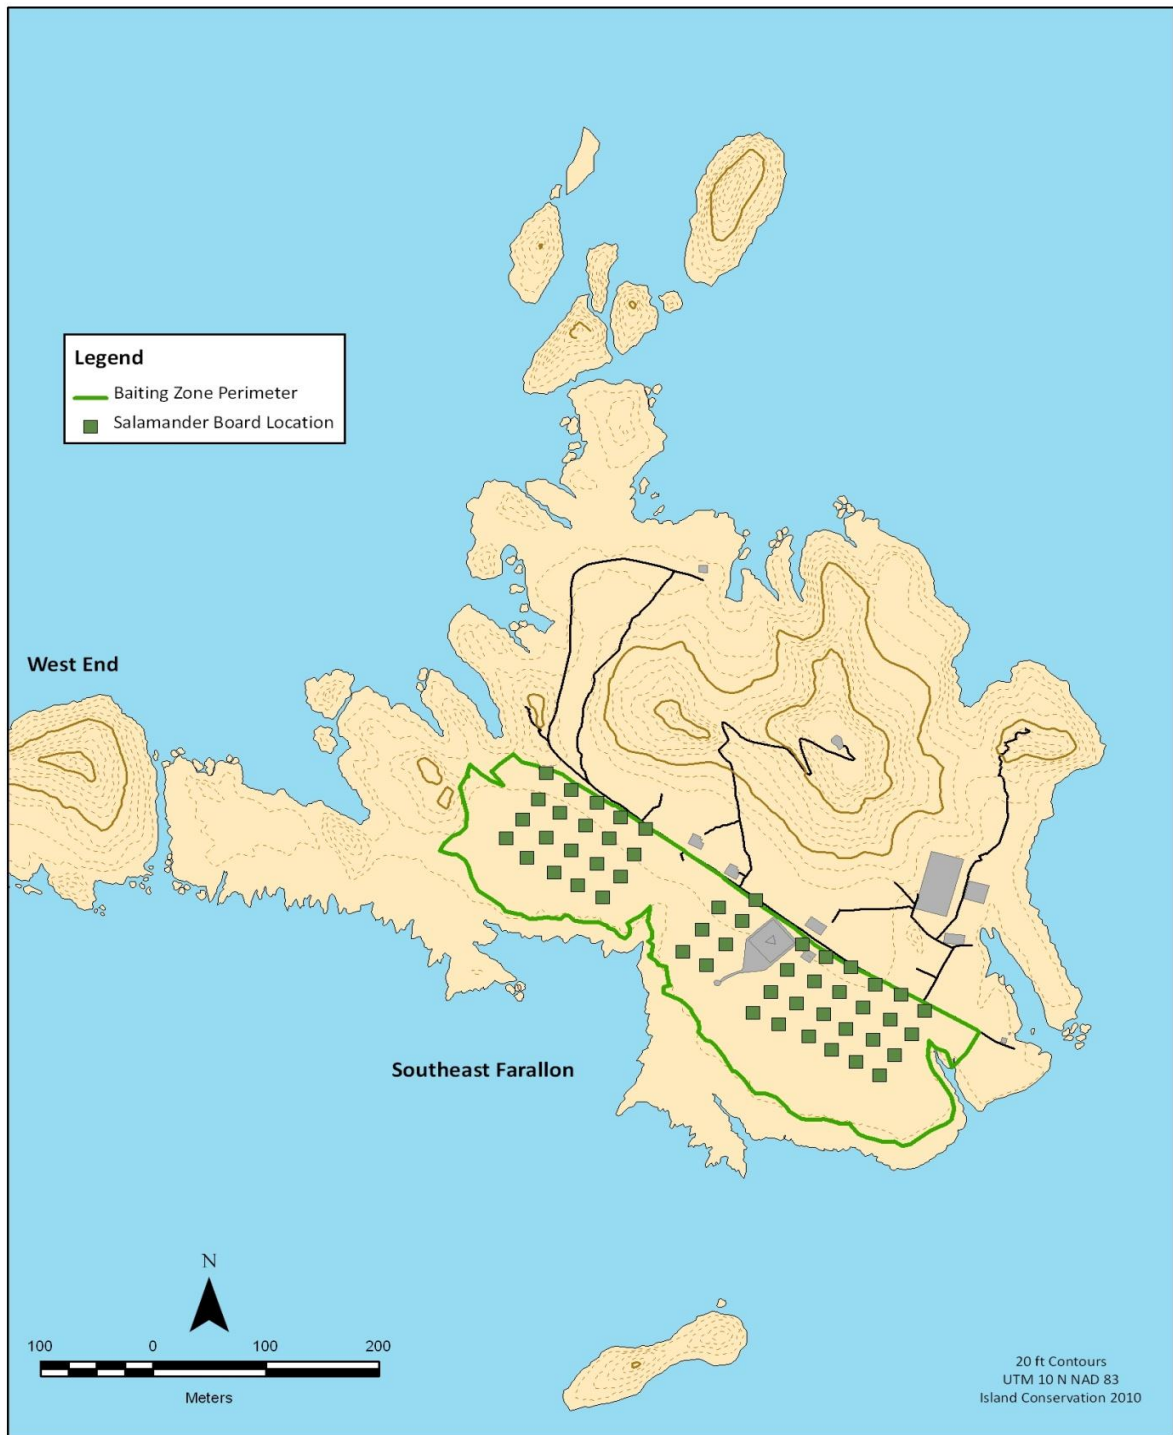 Legend
Baiting Zone Perimeter
Salamander Board Location
West End
Southeast Farallon
N
100 0 100 200
Meters
20 ft Contours
UTM 10 N NAD 83
Island Conservation 2010